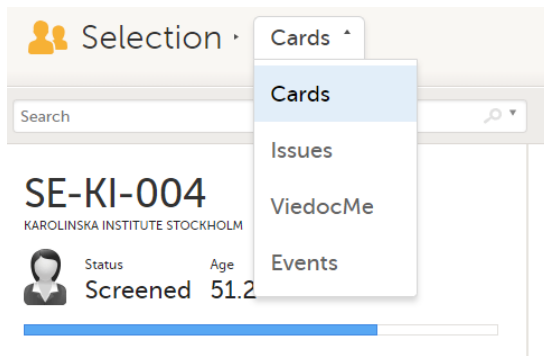 Selection
Cards
Cards
Search
Issues
SE-KI-004
KAROLINSKA INSTITUTE STOCKHOLM
ViedocMe
Status Age
Events
Screened 51.2